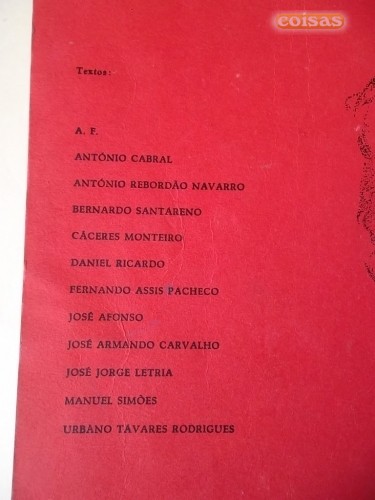 coisas
Textos:
A. F.
ANTÓNIO CABRAL
ANTÓNIO REBORDÃO NAVARRO
BERNARDO SANTARENO
CÁCERES MONTEIRO
DANIEL RICARDO
FERNANDO ASSIS PACHECO
JOSÉ AFONSO
JOSÉ ARMANDO CARVALHO
JOSÉ JORGE LETRIA
MANUEL SIMÕES
URBANO TAVARES RODRIGUES